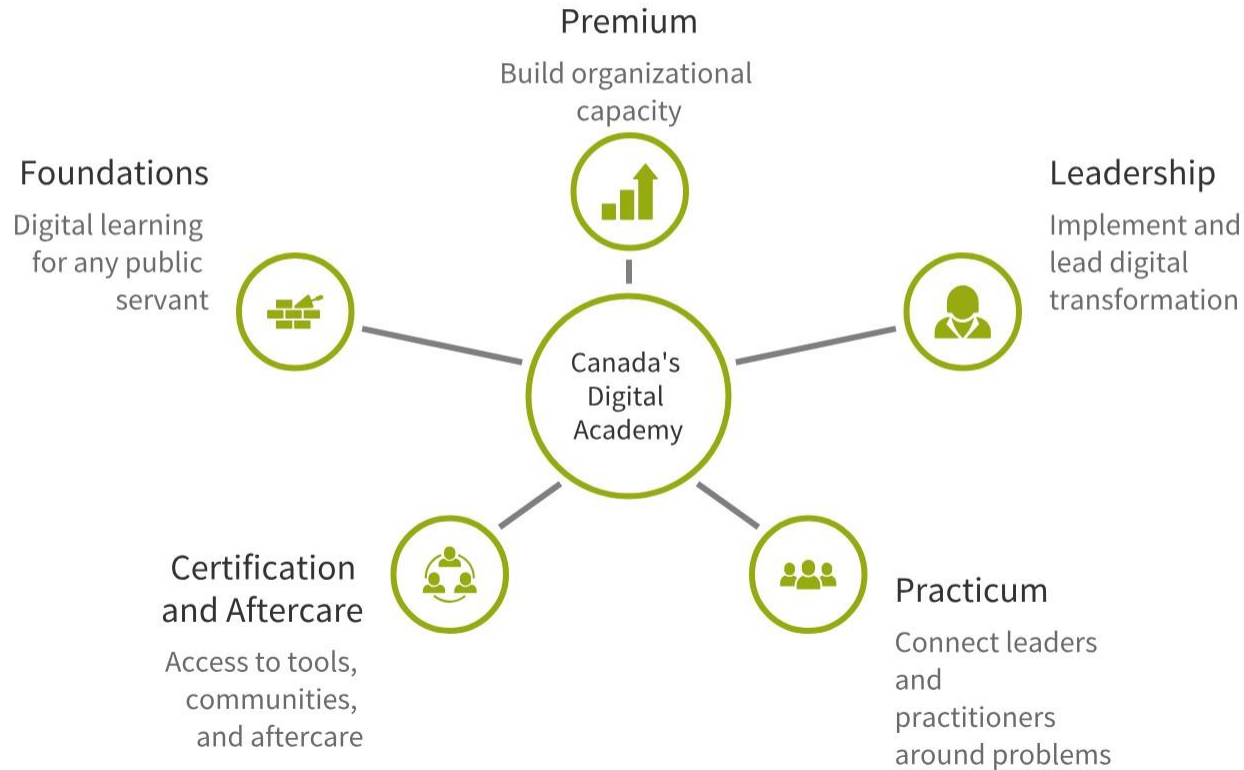 Premium
Build organizational
capacity
Foundations
Digital learning
for any public
servant
Leadership
Implement and
lead digital
transformation
Canada's
Digital
Academy
Certification
and Aftercare
Access to tools,
communities,
and aftercare
Practicum
Connect leaders
and
practitioners
around problems